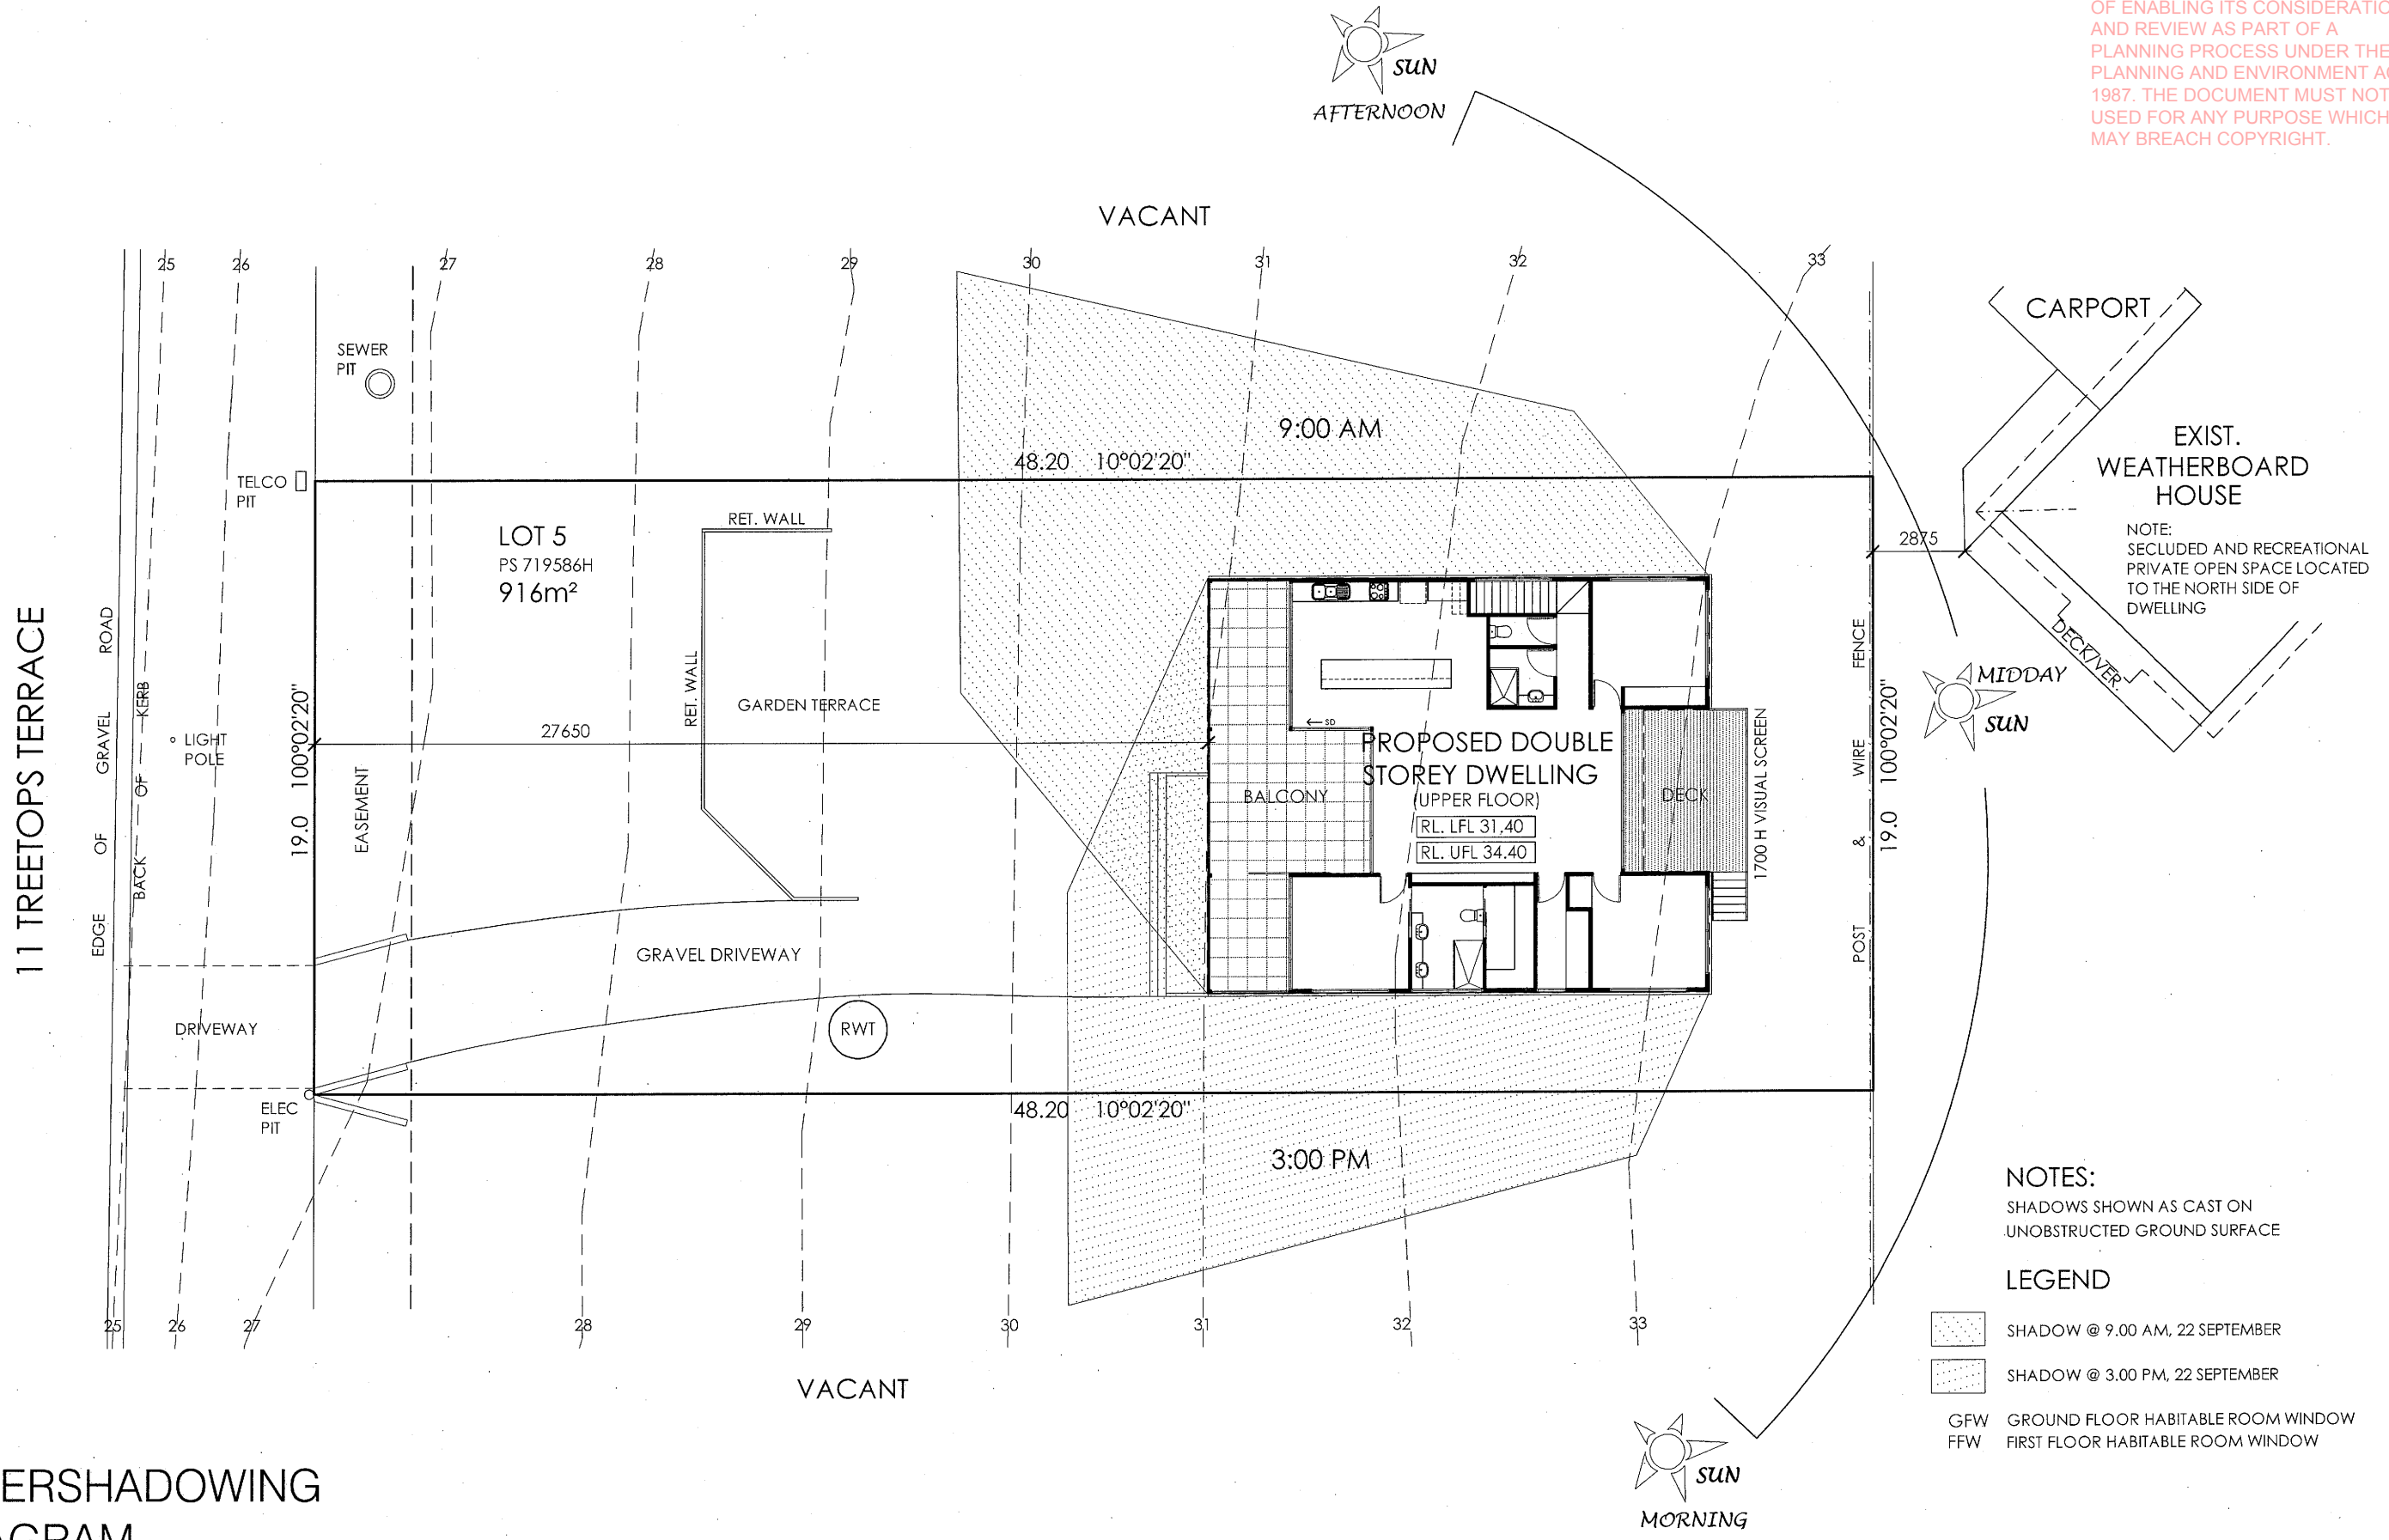 OF ENABLING ITS CONSIDERATIO
AND REVIEW AS PART OF A
PLANNING PROCESS UNDER THE
PLANNING AND ENVIRONMENT A
1987. THE DOCUMENT MUST NOT
USED FOR ANY PURPOSE WHICH
MAY BREACH COPYRIGHT.
SUN
AFTERNOON
VACANT
25
26
27
28
29
30
31
32
33
CARPORT
SEWER
PIT
9:00 AM
EXIST.
WEATHERBOARD
HOUSE
48.20 10°02'20"
TELCO
PIT
NOTE:
SECLUDED AND RECREATIONAL
PRIVATE OPEN SPACE LOCATED
TO THE NORTH SIDE OF
DWELLING
2875
LOT 5
PS 719586H
916m²
RET. WALL
RET. WALL
GARDEN TERRACE
11 TREETOPS TERRACE
EDGE OF GRAVEL ROAD
BACK OF KERB
LIGHT
POLE
19.0 100°02'20"
EASEMENT
27650
SD
PROPOSED DOUBLE
STOREY DWELLING
(UPPER FLOOR)
RL. LFL 31.40
RL. UFL 34.40
BALCONY
DECK
1700 H VISUAL SCREEN
POST & WIRE FENCE
19.0 100°02'20"
DECK/VER.
MIDDAY
SUN
GRAVEL DRIVEWAY
DRIVEWAY
RWT
ELEC
PIT
48.20 10°02'20"
3:00 PM
25
26
27
28
29
30
31
32
33
VACANT
NOTES:
SHADOWS SHOWN AS CAST ON
UNOBSTRUCTED GROUND SURFACE
LEGEND
SHADOW @ 9.00 AM, 22 SEPTEMBER
SHADOW @ 3.00 PM, 22 SEPTEMBER
GFW GROUND FLOOR HABITABLE ROOM WINDOW
FFW FIRST FLOOR HABITABLE ROOM WINDOW
SUN
MORNING
ERSHADOWING
AGRAM